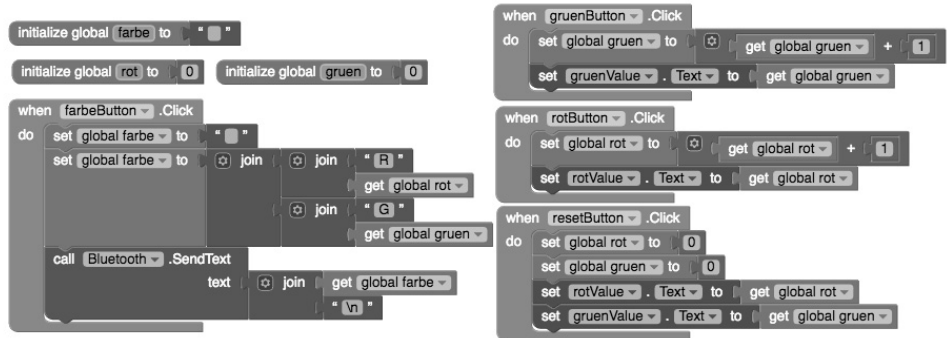 initialize global farbe to " "
initialize global rot to 0
initialize global gruen to 0
when farbeButton .Click
do set global farbe to " "
set global farbe to join join " R "
get global rot
join " G "
get global gruen
call Bluetooth .SendText
text join get global farbe
" \n "
when gruenButton .Click
do set global gruen to get global gruen + 1
set gruenValue . Text to get global gruen
when rotButton .Click
do set global rot to get global rot + 1
set rotValue . Text to get global rot
when resetButton .Click
do set global rot to 0
set global gruen to 0
set rotValue . Text to get global rot
set gruenValue . Text to get global gruen